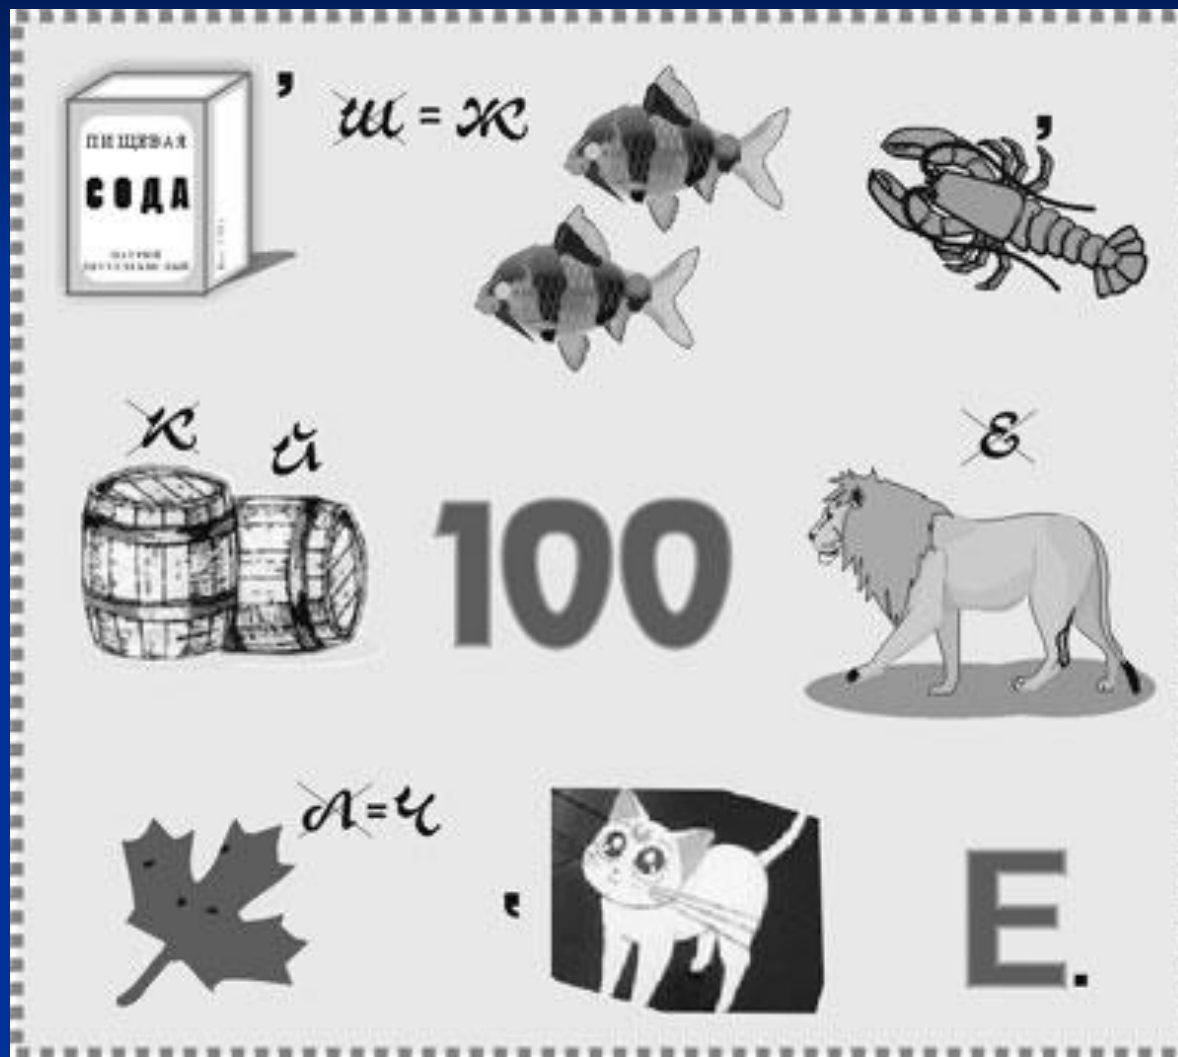 ПИЩЕВАЯ
СОДА
’
Ш = Ж
’
К
Й
100
Е
Л=Ч
‘
Е.